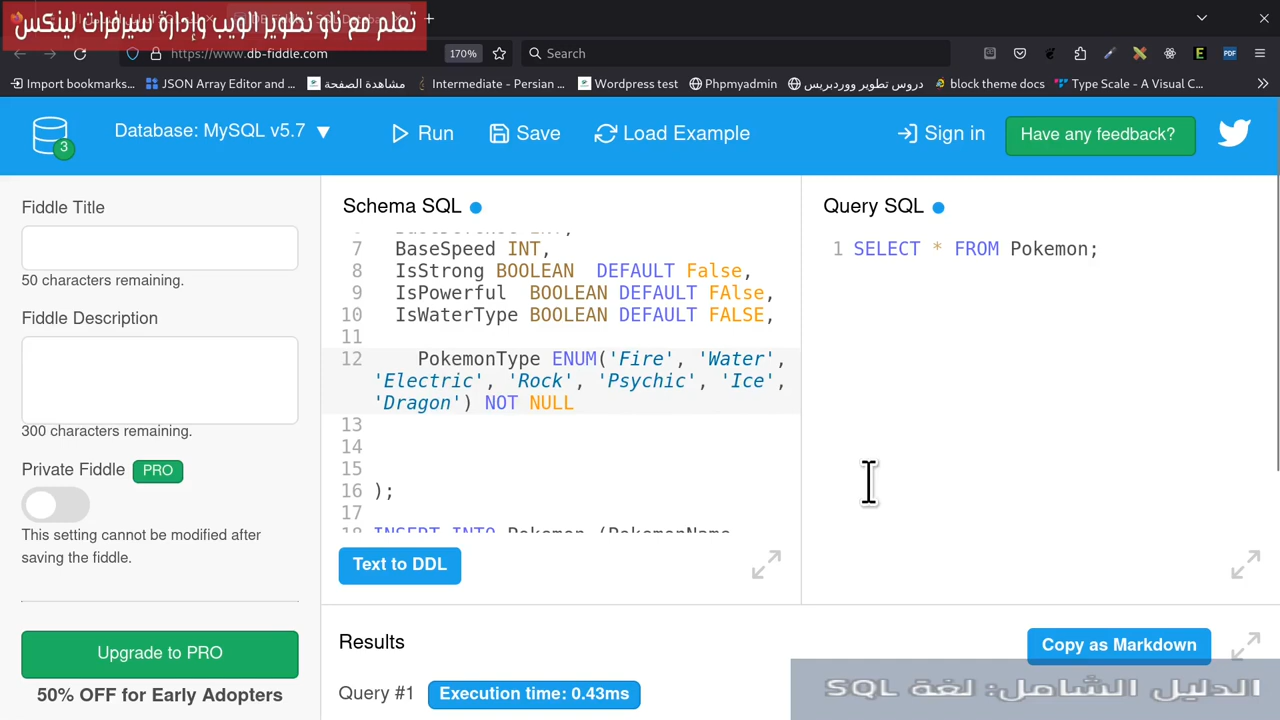 تعلم مع ناو تطوير الويب وإدارة سيرفرات لينكس
https://www.db-fiddle.com
170%
Search
Import bookmarks...
JSON Array Editor and ...
مشاهدة الصفحة
Intermediate - Persian ...
Wordpress test
Phpmyadmin
دروس تطوير ووردبريس
block theme docs
Type Scale - A Visual C...
3
Database: MySQL v5.7 ▼
Run
Save
Load Example
Sign in
Have any feedback?
Fiddle Title
50 characters remaining.
Fiddle Description
300 characters remaining.
Private Fiddle PRO
This setting cannot be modified after
saving the fiddle.
Upgrade to PRO
50% OFF for Early Adopters
Schema SQL
7 BaseSpeed INT,
8 IsStrong BOOLEAN  DEFAULT False,
9 IsPowerful  BOOLEAN DEFAULT FAlse,
10 IsWaterType BOOLEAN DEFAULT FALSE,
11
12 PokemonType ENUM('Fire', 'Water',
'Electric', 'Rock', 'Psychic', 'Ice',
'Dragon') NOT NULL
13
14
15
16 );
17
18 INSERT INTO Pokemon (PokemonName
Text to DDL
Query SQL
1 SELECT * FROM Pokemon;
Results
Copy as Markdown
Query #1 Execution time: 0.43ms
الدليل الشامل: لغة SQL